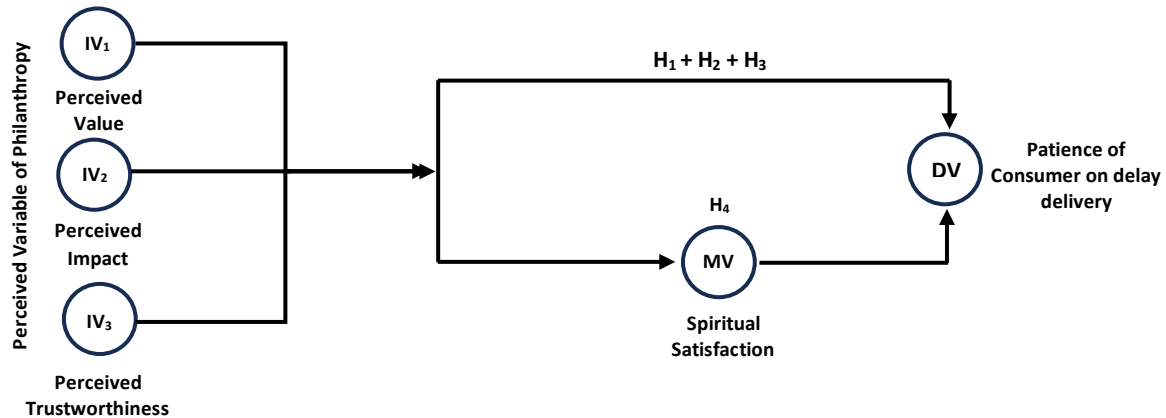 Perceived Variable of Philanthropy
IV₁
Perceived
Value
IV₂
Perceived
Impact
IV₃
Perceived
Trustworthiness
H₁ + H₂ + H₃
H₄
MV
Spiritual
Satisfaction
DV
Patience of
Consumer on delay
delivery